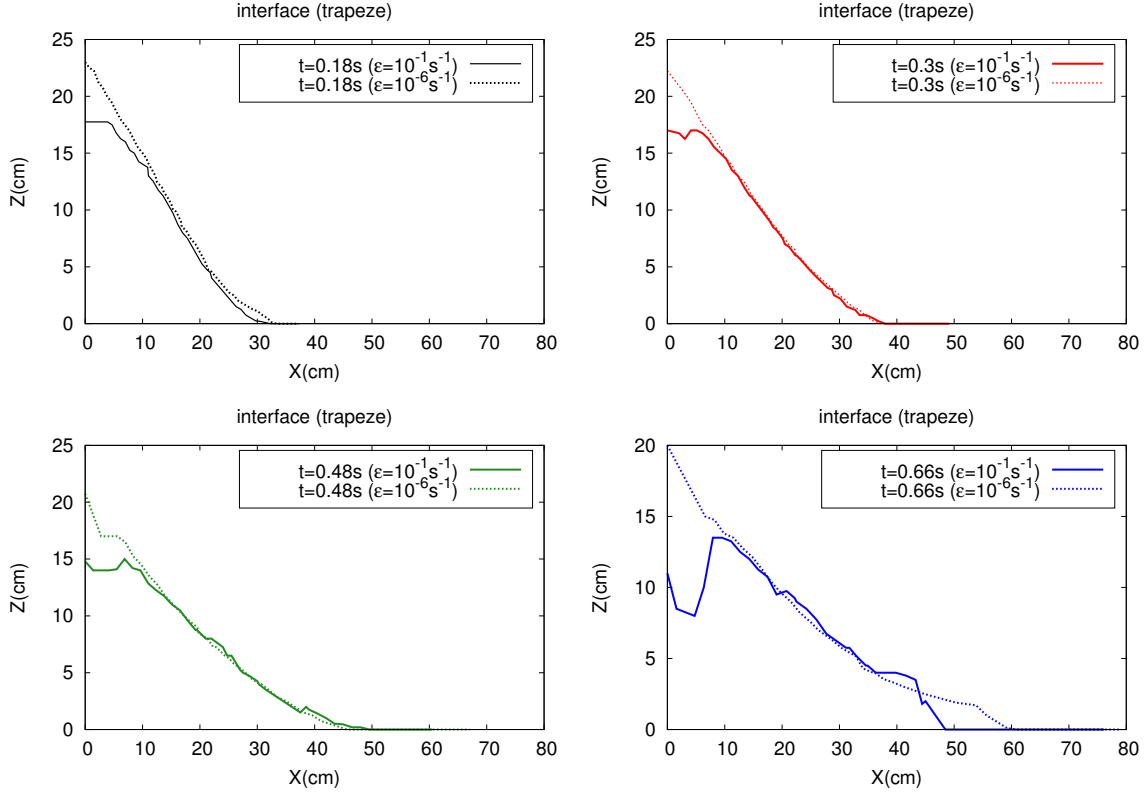 interface (trapeze)
25
20
15
10
5
0
Z(cm)
0 10 20 30 40 50 60 70 80
X(cm)
t=0.18s (ε=10⁻¹s⁻¹)
t=0.18s (ε=10⁻⁶s⁻¹)
interface (trapeze)
25
20
15
10
5
0
Z(cm)
0 10 20 30 40 50 60 70 80
X(cm)
t=0.3s (ε=10⁻¹s⁻¹)
t=0.3s (ε=10⁻⁶s⁻¹)
interface (trapeze)
25
20
15
10
5
0
Z(cm)
0 10 20 30 40 50 60 70 80
X(cm)
t=0.48s (ε=10⁻¹s⁻¹)
t=0.48s (ε=10⁻⁶s⁻¹)
interface (trapeze)
20
15
10
5
0
Z(cm)
0 10 20 30 40 50 60 70 80
X(cm)
t=0.66s (ε=10⁻¹s⁻¹)
t=0.66s (ε=10⁻⁶s⁻¹)